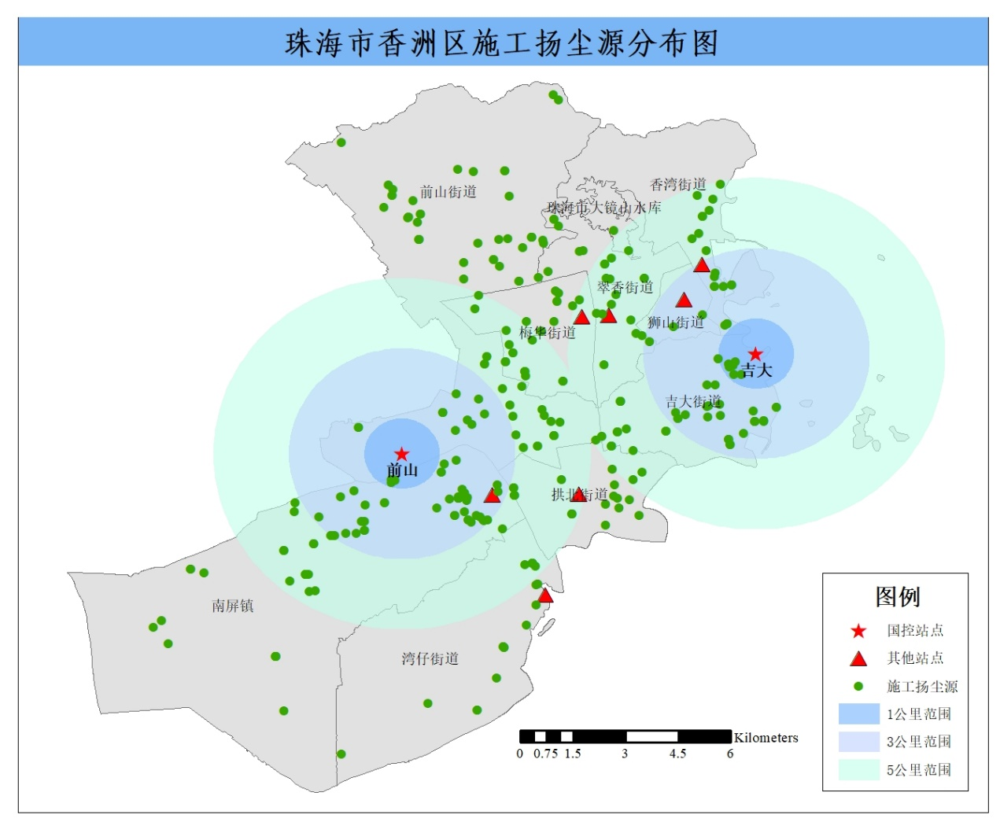 珠海市香洲区施工扬尘源分布图
前山街道
香湾街道
珠海市大镜山水库
翠香街道
狮山街道
梅华街道
吉大
吉大街道
前山
拱北街道
南屏镇
湾仔街道
图例
国控站点
其他站点
施工扬尘源
1公里范围
3公里范围
5公里范围
Kilometers
0 0.75 1.5 3 4.5 6